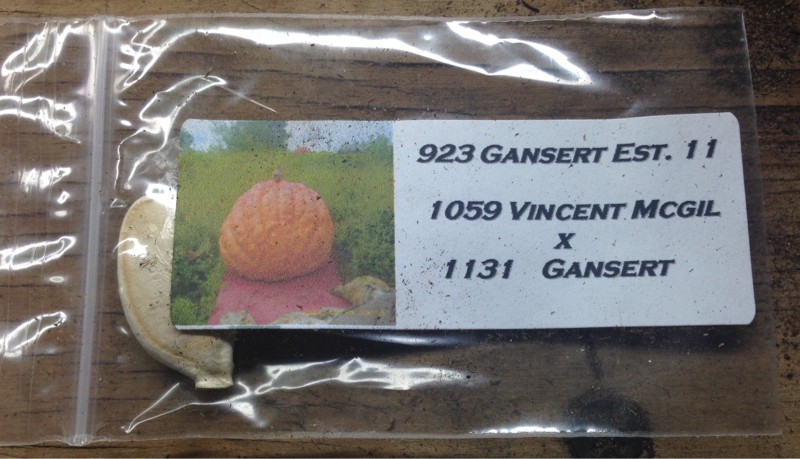 923 GANSERT EST. 11
1059 VINCENT MCGIL
X
1131 GANSERT